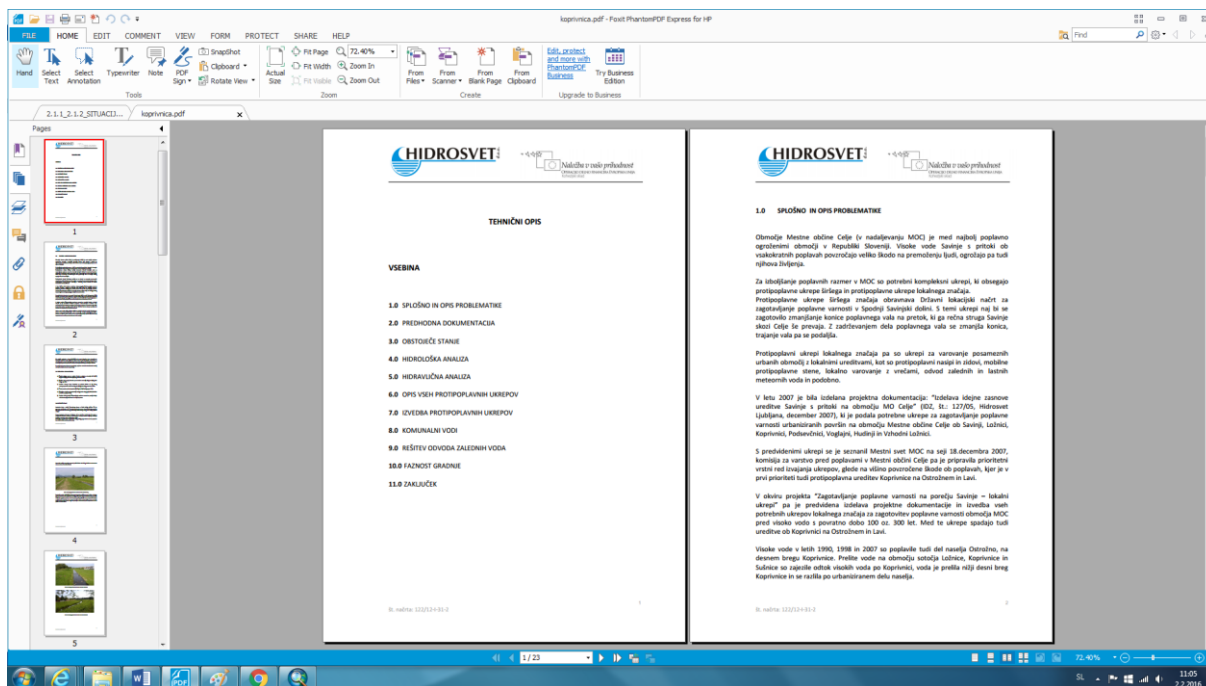 koprivnica.pdf - Foxit PhantomPDF Express for HP
FILE HOME EDIT COMMENT VIEW FORM PROTECT SHARE HELP
Find
Hand
Select Text
Select Annotation
Typewriter
Note
PDF Sign
SnapShot
Clipboard
Rotate View
Tools
Actual Size
Fit Page
Fit Width
Fit Visible
72.40%
Zoom In
Zoom Out
Zoom
From Files
From Scanner
From Blank Page
From Clipboard
Create
Edit, protect
and more with
PhantomPDF
Business
Try Business Edition
Upgrade to Business
2.1.1_2.1.2_SITUACIJ... koprivnica.pdf x
Pages
1
2
3
4
5
HIDROSVET
Naložba v vašo prihodnost
TEHNIČNI OPIS
VSEBINA
1.0 SPLOŠNO IN OPIS PROBLEMATIKE
2.0 PREDHODNA DOKUMENTACIJA
3.0 OBSTOJEČE STANJE
4.0 HIDROLOŠKA ANALIZA
5.0 HIDRAVLIČNA ANALIZA
6.0 OPIS VSEH PROTIPOPLAVNIH UKREPOV
7.0 IZVEDBA PROTIPOPLAVNIH UKREPOV
8.0 KOMUNALNI VODI
9.0 REŠITEV ODVODA ZALEDNIH VODA
10.0 FAZNOST GRADNJE
11.0 ZAKLJUČEK
1
HIDROSVET
Naložba v vašo prihodnost
1.0 SPLOŠNO IN OPIS PROBLEMATIKE
Območje Mestne občine Celje (v nadaljevanju MOC) je med najbolj poplavno
ogroženimi območji v Republiki Sloveniji. Visoke vode Savinje s pritoki ob
vsakokratnih poplavah povzročajo veliko škodo na premoženju ljudi, ogrožajo pa tudi
njihova življenja.
Za izboljšanje poplavnih razmer v MOC so potrebni kompleksni ukrepi, ki obsegajo
protipoplavne ukrepe širšega in protipoplavne ukrepe lokalnega značaja.
Protipoplavne ukrepe širšega značaja obravnava Državni lokacijski načrt za
zagotavljanje poplavne varnosti v Spodnji Savinjski dolini. S temi ukrepi naj bi se
zagotovilo zmanjšanje konice poplavnega vala na pretok, ki ga rečna struga Savinje
skozi Celje še prevaja. Z zadrževanjem dela poplavnega vala se zmanjša konica,
trajanje vala pa se podaljša.
Protipoplavni ukrepi lokalnega značaja pa so ukrepi za varovanje posameznih
urbanih območij z lokalnimi ureditvami, kot so protipoplavni nasipi in zidovi, mobilne
protipoplavne stene, lokalno varovanje z vrečami, odvod zalednih in lastnih
meteornih voda in podobno.
V letu 2007 je bila izdelana projektna dokumentacija: "Izdelava idejne zasnove
ureditve Savinje s pritoki na območju MO Celje" (IDZ, št.: 127/05, Hidrosvet
Ljubljana, december 2007), ki je podala potrebne ukrepe za zagotavljanje poplavne
varnosti urbaniziranih površin na območju Mestne občine Celje ob Savinji, Ložnici,
Koprivnici, Podsevčnici, Voglajni, Hudinji in Vzhodni Ložnici.
S predvidenimi ukrepi se je seznanil Mestni svet MOC na seji 18.decembra 2007,
komisija za varstvo pred poplavami v Mestni občini Celje pa je pripravila prioritetni
vrstni red izvajanja ukrepov, glede na višino povzročene škode ob poplavah, kjer je v
prvi prioriteti tudi protipoplavna ureditev Koprivnice na Ostrožnem in Lavi.
V okviru projekta "Zagotavljanje poplavne varnosti na porečju Savinje – lokalni
ukrepi" pa je predvidena izdelava projektne dokumentacije in izvedba vseh
potrebnih ukrepov lokalnega značaja za zagotovitev poplavne varnosti območja MOC
pred visoko vodo s povratno dobo 100 oz. 300 let. Med te ukrepe spadajo tudi
ureditve ob Koprivnici na Ostrožnem in Lavi.
Visoke vode v letih 1990, 1998 in 2007 so poplavile tudi del naselja Ostrožno, na
desnem bregu Koprivnice. Prelite vode na območju sotočja Ložnice, Koprivnice in
Sušnice so zajezile odtok visokih voda po Koprivnici, voda je prelila nižji desni breg
Koprivnice in se razlila po urbaniziranem delu naselja.
2
1 / 23
72.40%
SL
11:05
2.2.2016